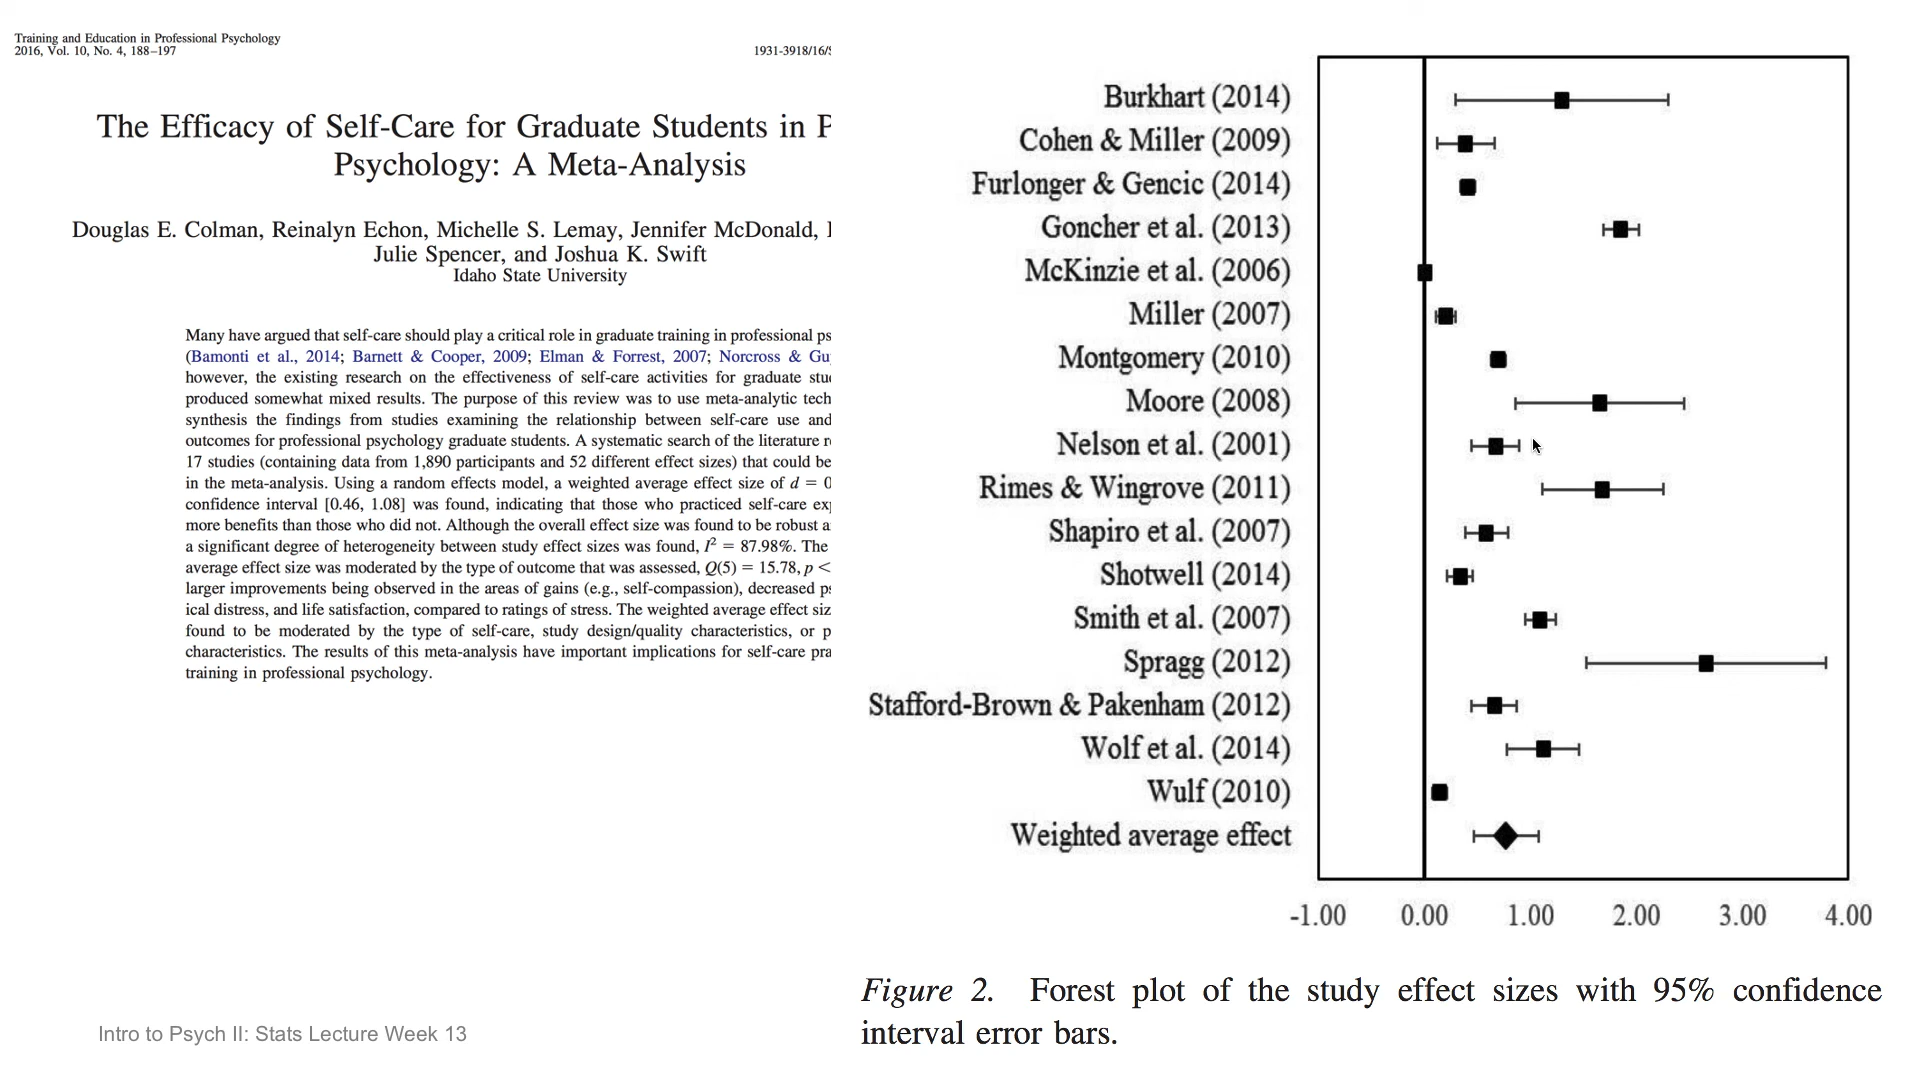 Training and Education in Professional Psychology
2016, Vol. 10, No. 4, 188–197
1931-3918/16/
The Efficacy of Self-Care for Graduate Students in P
Psychology: A Meta-Analysis
Douglas E. Colman, Reinalyn Echon, Michelle S. Lemay, Jennifer McDonald,
Julie Spencer, and Joshua K. Swift
Idaho State University
Many have argued that self-care should play a critical role in graduate training in professional ps
(Bamonti et al., 2014; Barnett & Cooper, 2009; Elman & Forrest, 2007; Norcross & Gu
however, the existing research on the effectiveness of self-care activities for graduate stu
produced somewhat mixed results. The purpose of this review was to use meta-analytic tech
synthesis the findings from studies examining the relationship between self-care use and
outcomes for professional psychology graduate students. A systematic search of the literature r
17 studies (containing data from 1,890 participants and 52 different effect sizes) that could be
in the meta-analysis. Using a random effects model, a weighted average effect size of d = 0
confidence interval [0.46, 1.08] was found, indicating that those who practiced self-care exp
more benefits than those who did not. Although the overall effect size was found to be robust a
a significant degree of heterogeneity between study effect sizes was found, I² = 87.98%. The
average effect size was moderated by the type of outcome that was assessed, Q(5) = 15.78, p <
larger improvements being observed in the areas of gains (e.g., self-compassion), decreased ps
ical distress, and life satisfaction, compared to ratings of stress. The weighted average effect siz
found to be moderated by the type of self-care, study design/quality characteristics, or p
characteristics. The results of this meta-analysis have important implications for self-care pra
training in professional psychology.
Intro to Psych II: Stats Lecture Week 13
Burkhart (2014)
Cohen & Miller (2009)
Furlonger & Gencic (2014)
Goncher et al. (2013)
McKinzie et al. (2006)
Miller (2007)
Montgomery (2010)
Moore (2008)
Nelson et al. (2001)
Rimes & Wingrove (2011)
Shapiro et al. (2007)
Shotwell (2014)
Smith et al. (2007)
Spragg (2012)
Stafford-Brown & Pakenham (2012)
Wolf et al. (2014)
Wulf (2010)
Weighted average effect
-1.00 0.00 1.00 2.00 3.00 4.00
Figure 2. Forest plot of the study effect sizes with 95% confidence
interval error bars.